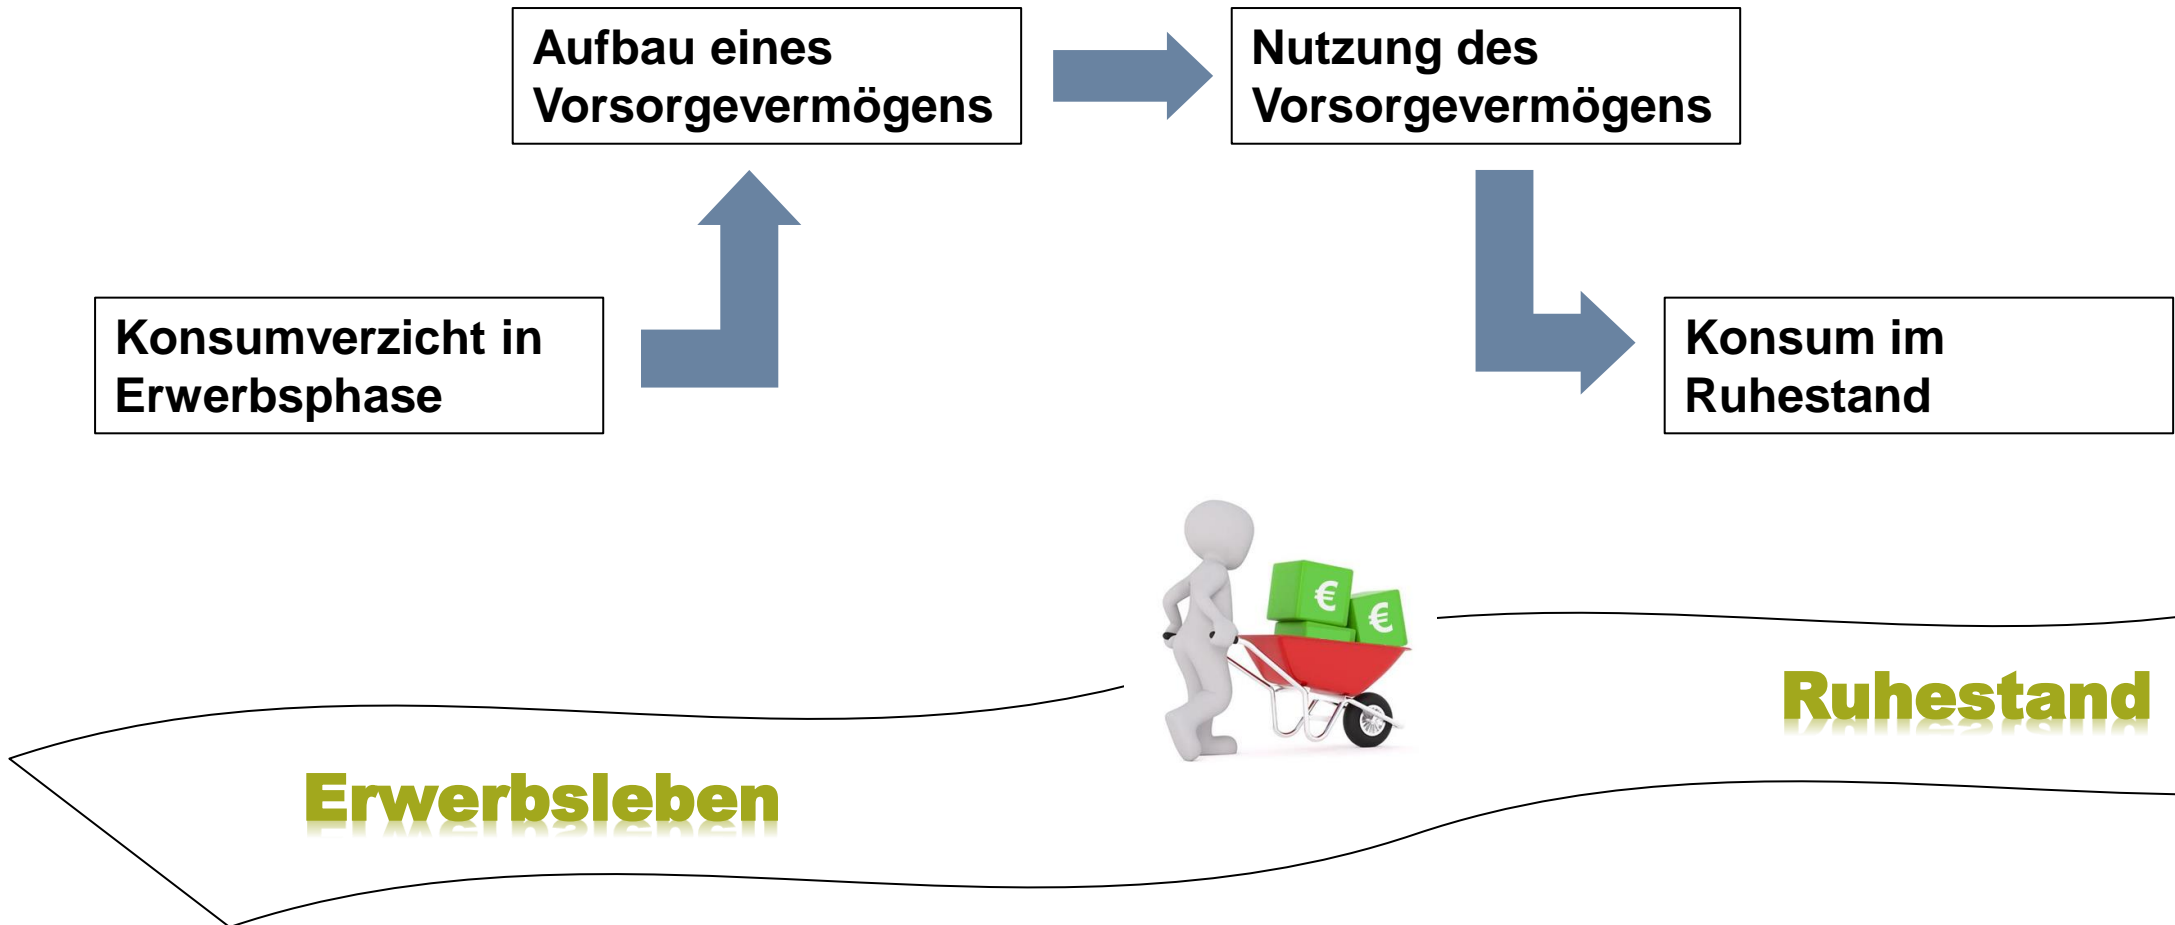 Aufbau eines
Vorsorgevermögens
Nutzung des
Vorsorgevermögens
Konsumverzicht in
Erwerbsphase
Konsum im
Ruhestand
€
€
Ruhestand
Erwerbsleben